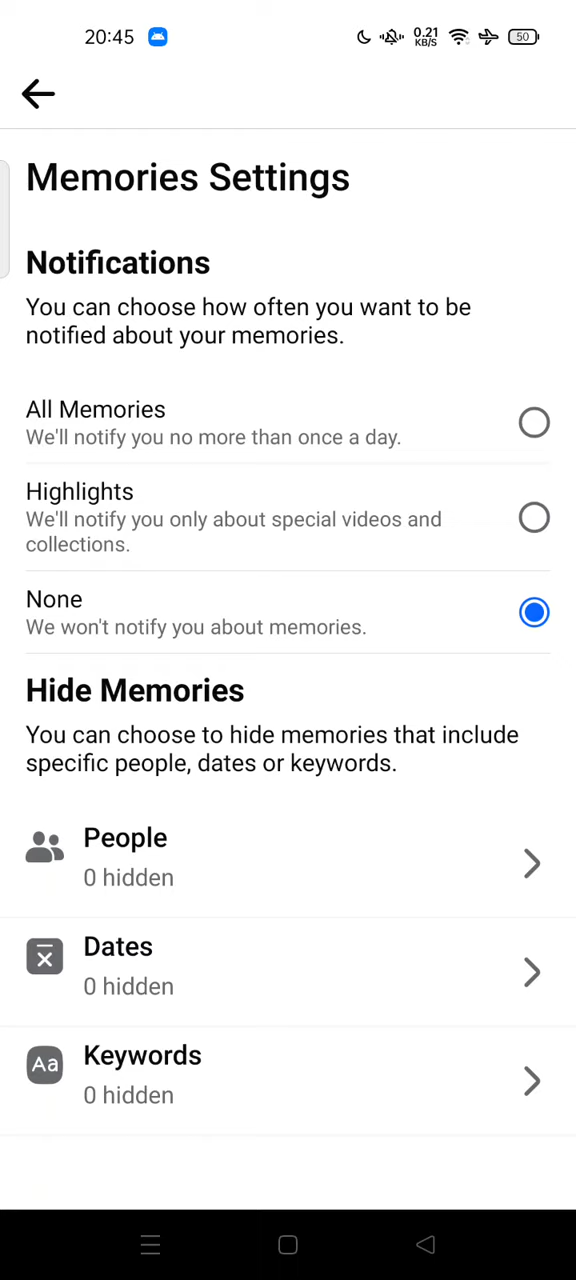 20:45
0.21
KB/S
50
Memories Settings
Notifications
You can choose how often you want to be
notified about your memories.
All Memories
We'll notify you no more than once a day.
Highlights
We'll notify you only about special videos and
collections.
None
We won't notify you about memories.
Hide Memories
You can choose to hide memories that include
specific people, dates or keywords.
People
0 hidden
Dates
0 hidden
Aa
Keywords
0 hidden